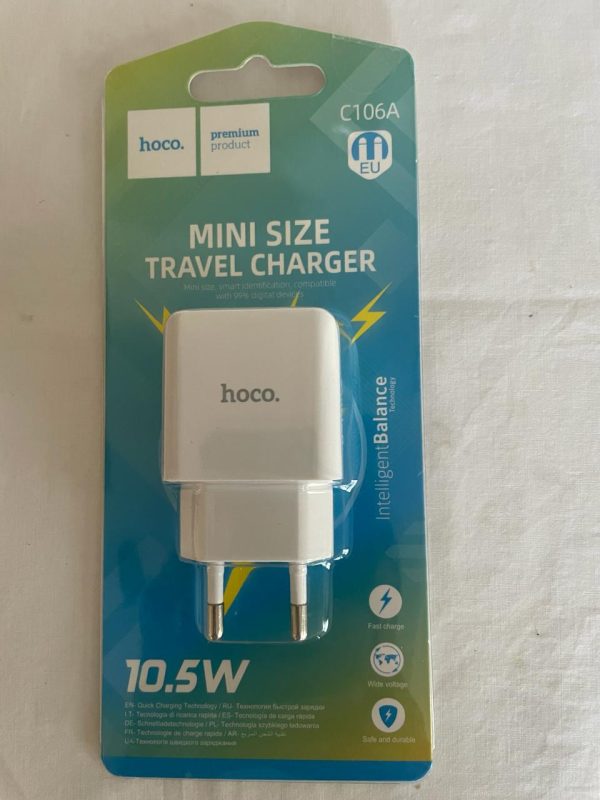 C106A
hoco.
premium
product
EU
MINI SIZE
TRAVEL CHARGER
Mini size, smart identification, compatible
with 99% digital devices
hoco.
IntelligentBalance
Technology
Fast charge
Wide voltage
Safe and durable
10.5W
EN- Quick Charging Technology / RU- Технологии быстрой зарядки
IT- Tecnologia di ricarica rapida / ES- Tecnología de carga rápida
DE- Schnellladetechnologie / PL- Technologia szybkiego ładowania
FR- Technologie de charge rapide / AR- تقنية الشحن السريع
UA-Технологія швидкого заряджання